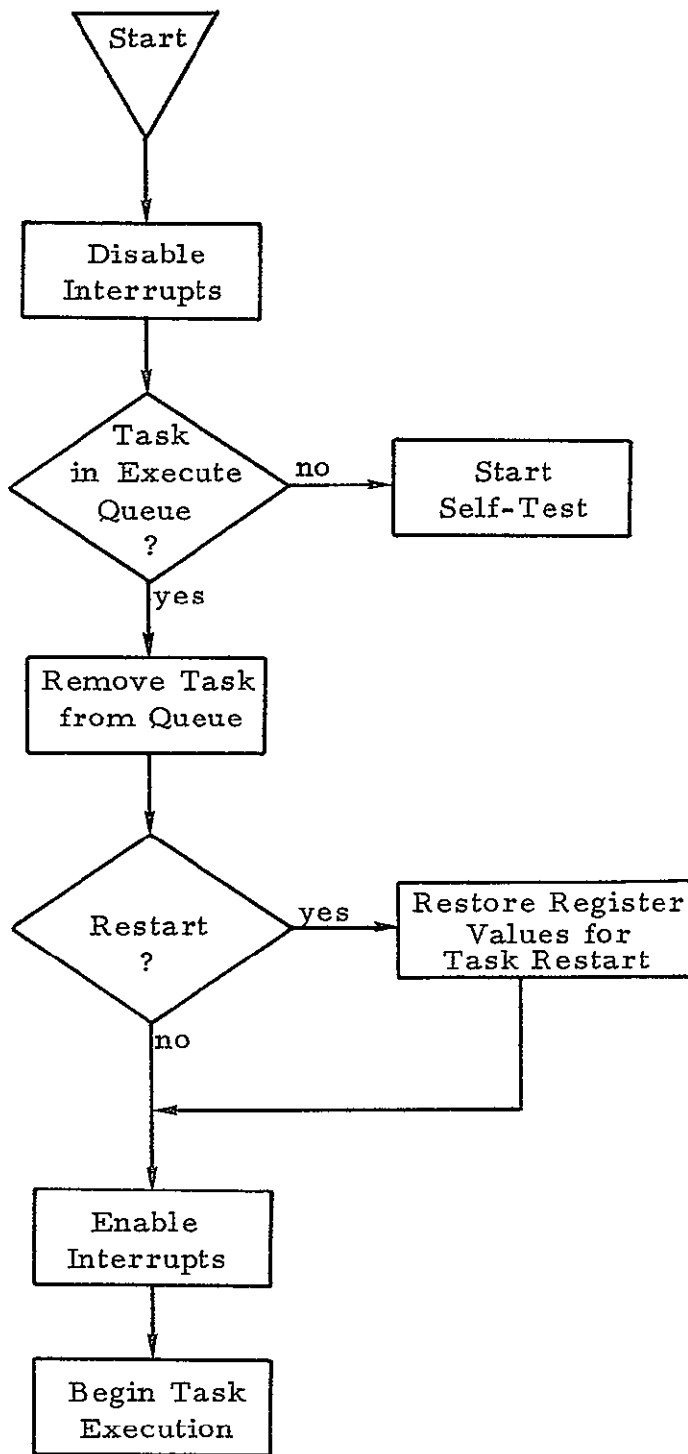 Start
Disable
Interrupts
Task
in Execute
Queue
?
no
Start
Self-Test
yes
Remove Task
from Queue
Restart
?
yes
Restore Register
Values for
Task Restart
no
Enable
Interrupts
Begin Task
Execution